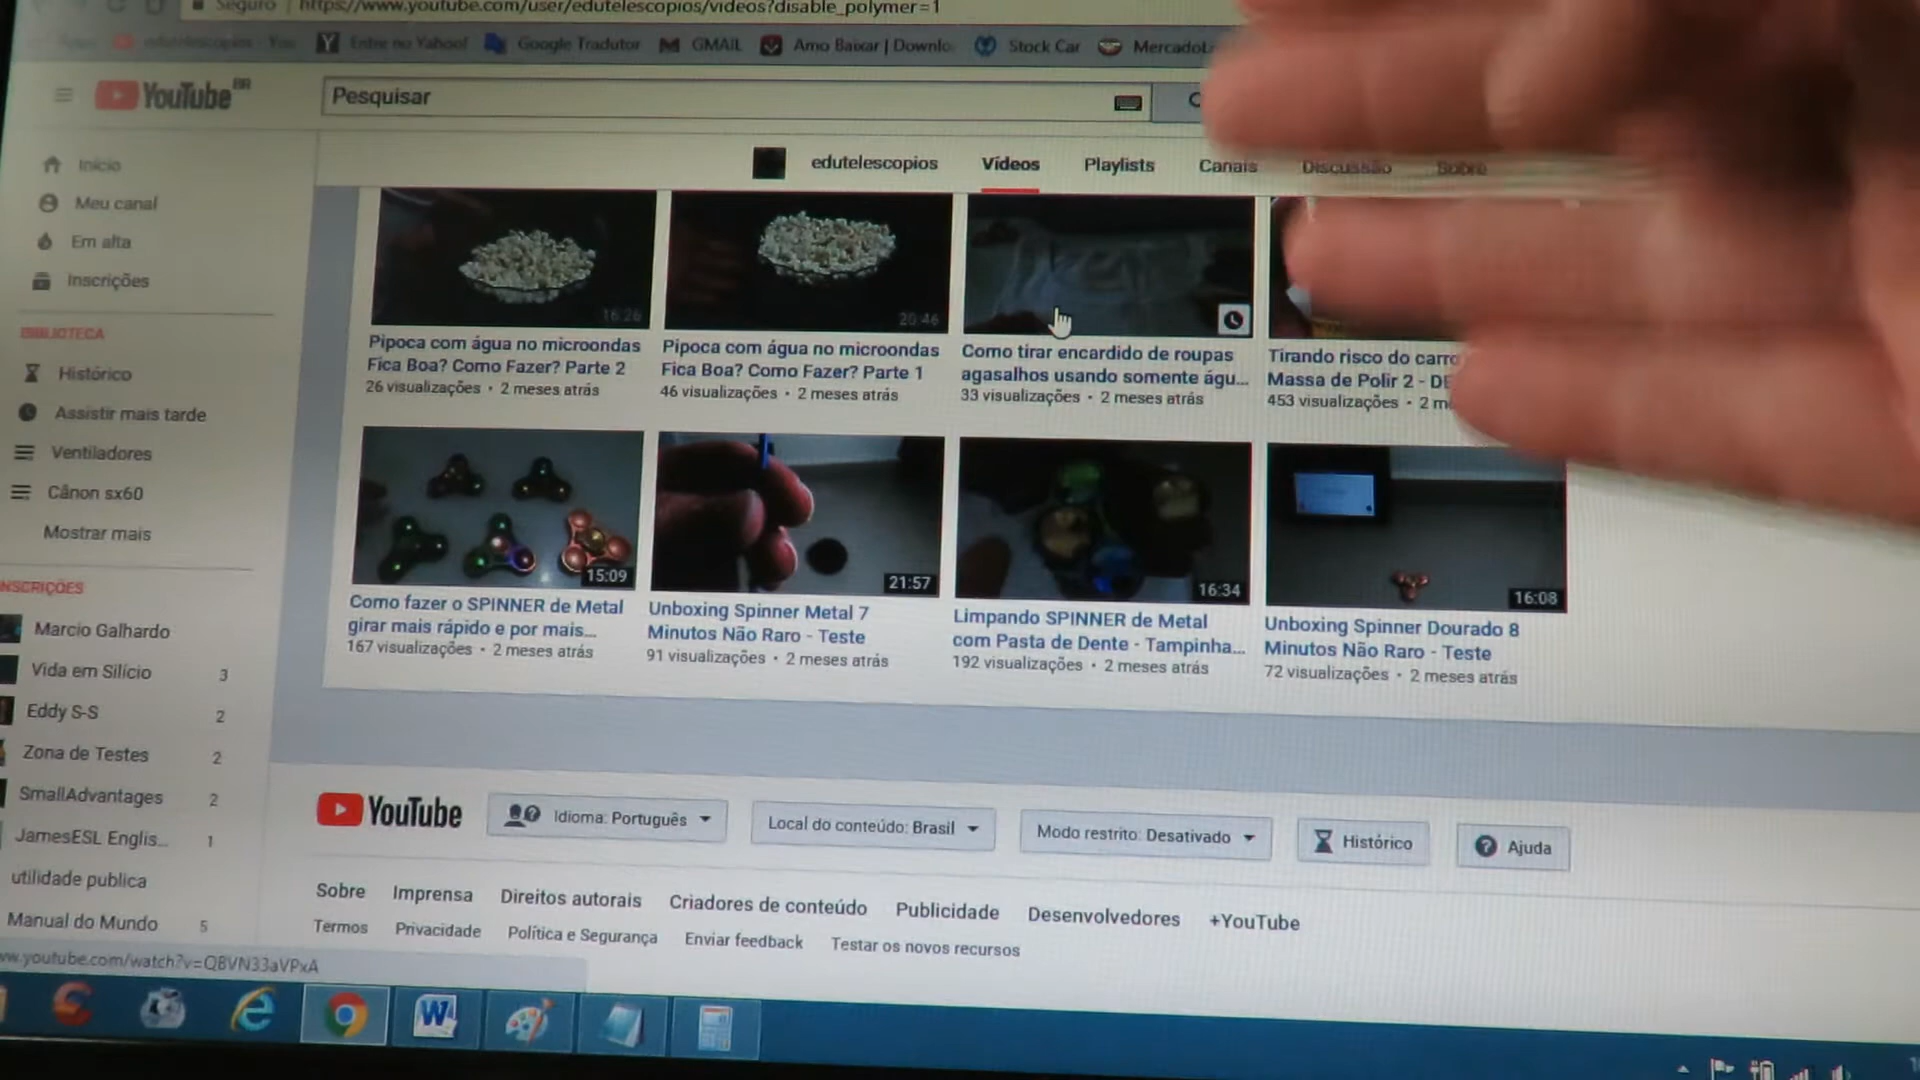 Seguro | https://www.youtube.com/user/edutelescopios/videos?disable_polymer=1
edutelescopios - You Entre no Yahoo! Google Tradutor GMAIL Amo Baixar | Downlo Stock Car MercadoL
YouTube BR
Pesquisar
Início
Meu canal
Em alta
Inscrições
BIBLIOTECA
Histórico
Assistir mais tarde
Ventiladores
Cânon sx60
Mostrar mais
INSCRIÇÕES
Marcio Galhardo
Vida em Silício 3
Eddy S-S 2
Zona de Testes 2
SmallAdvantages 2
JamesESL Englis... 1
utilidade publica
Manual do Mundo 5
edutelescopios Vídeos Playlists Canais Discussão Sobre
16:26
Pipoca com água no microondas
Fica Boa? Como Fazer? Parte 2
26 visualizações • 2 meses atrás
20:46
Pipoca com água no microondas
Fica Boa? Como Fazer? Parte 1
46 visualizações • 2 meses atrás
Como tirar encardido de roupas
agasalhos usando somente águ...
33 visualizações • 2 meses atrás
Tirando risco do carro
Massa de Polir 2 - DE
453 visualizações • 2 m
15:09
Como fazer o SPINNER de Metal
girar mais rápido e por mais...
167 visualizações • 2 meses atrás
21:57
Unboxing Spinner Metal 7
Minutos Não Raro - Teste
91 visualizações • 2 meses atrás
16:34
Limpando SPINNER de Metal
com Pasta de Dente - Tampinha...
192 visualizações • 2 meses atrás
16:08
Unboxing Spinner Dourado 8
Minutos Não Raro - Teste
72 visualizações • 2 meses atrás
YouTube Idioma: Português Local do conteúdo: Brasil Modo restrito: Desativado Histórico Ajuda
Sobre Imprensa Direitos autorais Criadores de conteúdo Publicidade Desenvolvedores +YouTube
Termos Privacidade Política e Segurança Enviar feedback Testar os novos recursos
ww.youtube.com/watch?v=QBVN33aVPxA